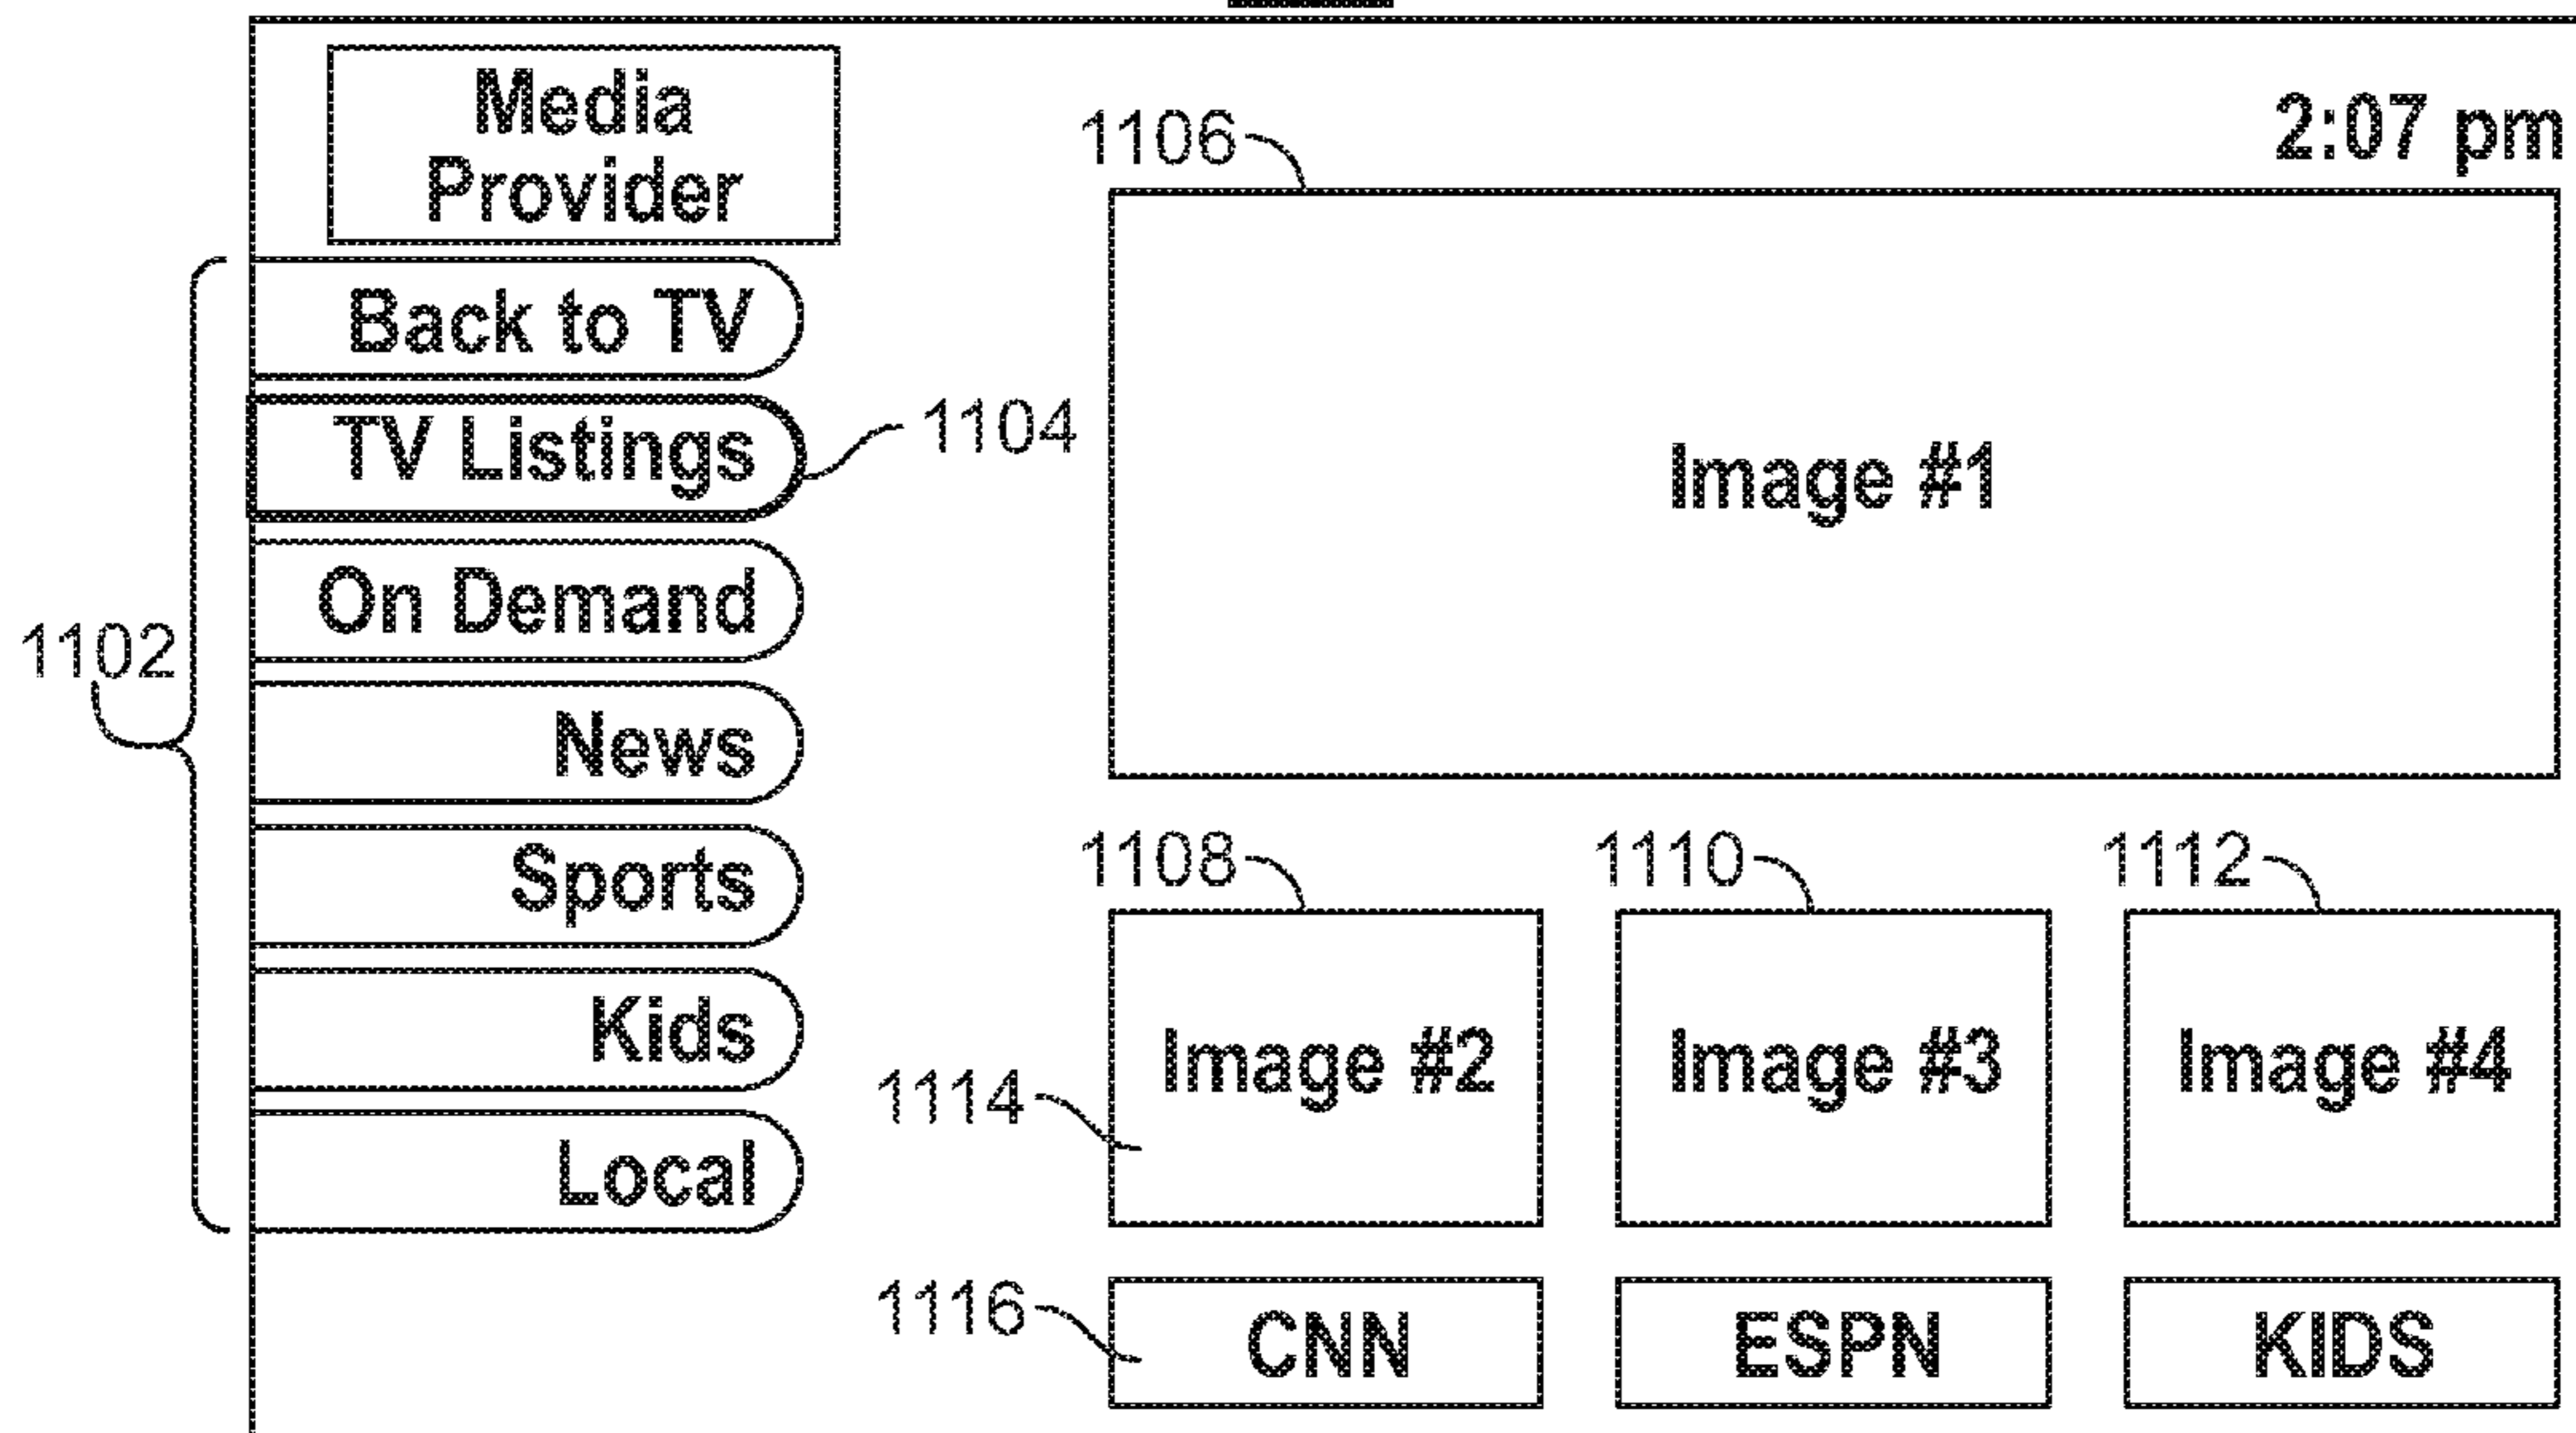 Media
Provider
2:07 pm
1106
Back to TV
TV Listings
1104
Image #1
On Demand
1102
News
Sports
1108
1110
1112
Kids
Image #2
Image #3
Image #4
1114
Local
1116
CNN
ESPN
KIDS